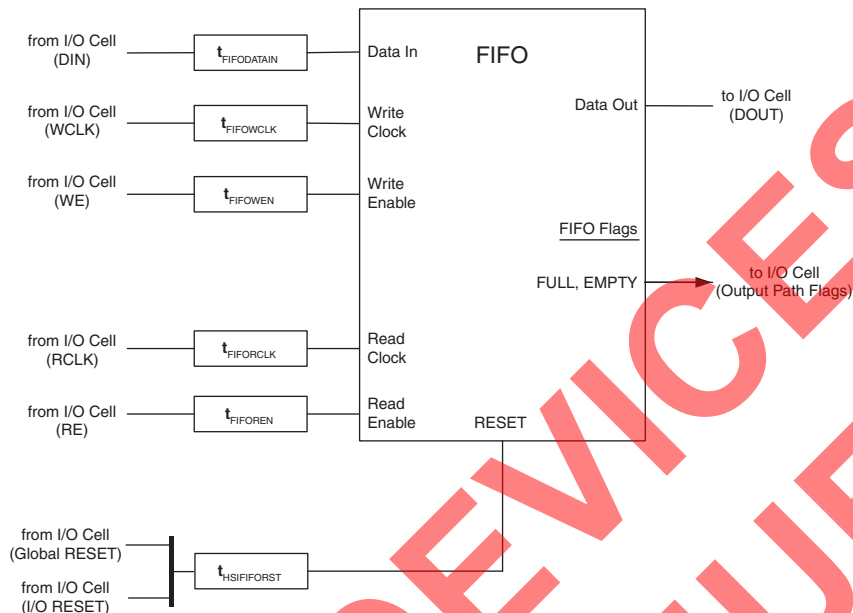 from I/O Cell
(DIN)
tFIFODATAIN
Data In
FIFO
from I/O Cell
(WCLK)
tFIFOWCLK
Write
Clock
Data Out
to I/O Cell
(DOUT)
from I/O Cell
(WE)
tFIFOWEN
Write
Enable
FIFO Flags
FULL, EMPTY
to I/O Cell
(Output Path Flags)
from I/O Cell
(RCLK)
tFIFORCLK
Read
Clock
from I/O Cell
(RE)
tFIFOREN
Read
Enable
RESET
from I/O Cell
(Global RESET)
tHSIFIFORST
from I/O Cell
(I/O RESET)
DEVICES